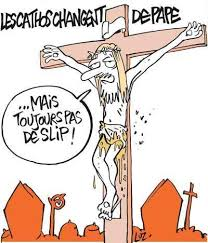 LES CATHOS CHANGENT DE PAPE
...MAIS
TOUJOURS PAS
DE SLIP!
LUZ